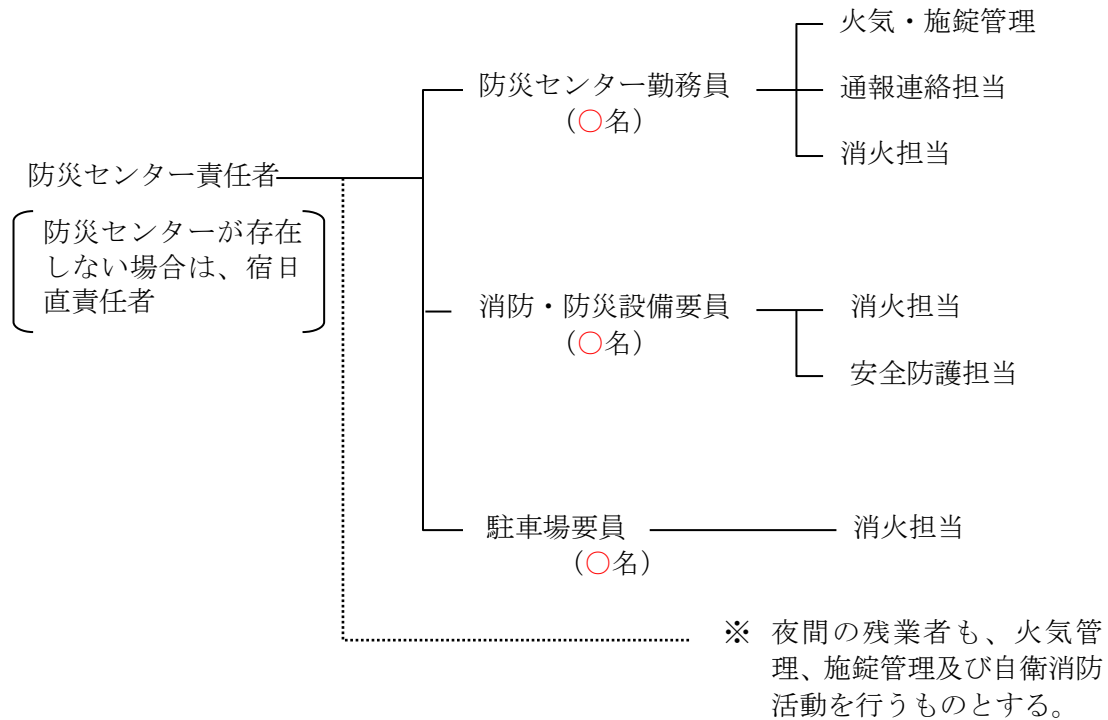 火気・施錠管理
防災センター勤務員
(○名)
通報連絡担当
消火担当
防災センター責任者
防災センターが存在
しない場合は、宿日
直責任者
消防・防災設備要員
(○名)
消火担当
安全防護担当
駐車場要員
(○名)
消火担当
※ 夜間の残業者も、火気管
理、施錠管理及び自衛消防
活動を行うものとする。